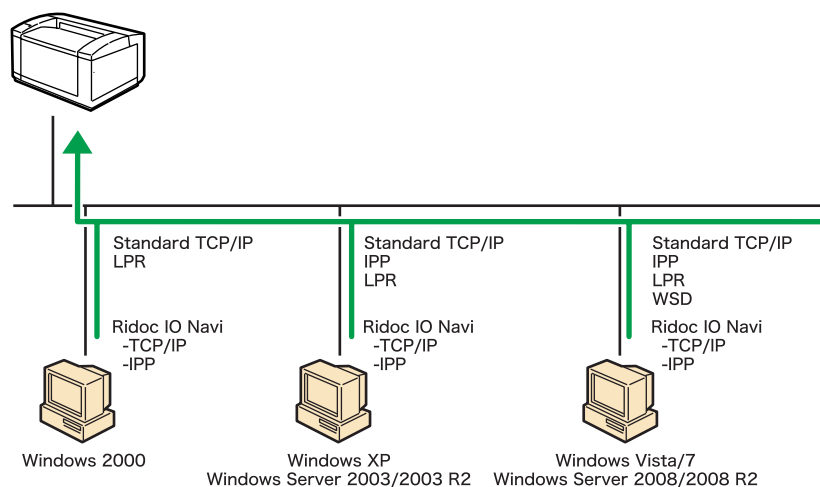 Standard TCP/IP
LPR
Ridoc IO Navi
-TCP/IP
-IPP
Windows 2000
Standard TCP/IP
IPP
LPR
Ridoc IO Navi
-TCP/IP
-IPP
Windows XP
Windows Server 2003/2003 R2
Standard TCP/IP
IPP
LPR
WSD
Ridoc IO Navi
-TCP/IP
-IPP
Windows Vista/7
Windows Server 2008/2008 R2